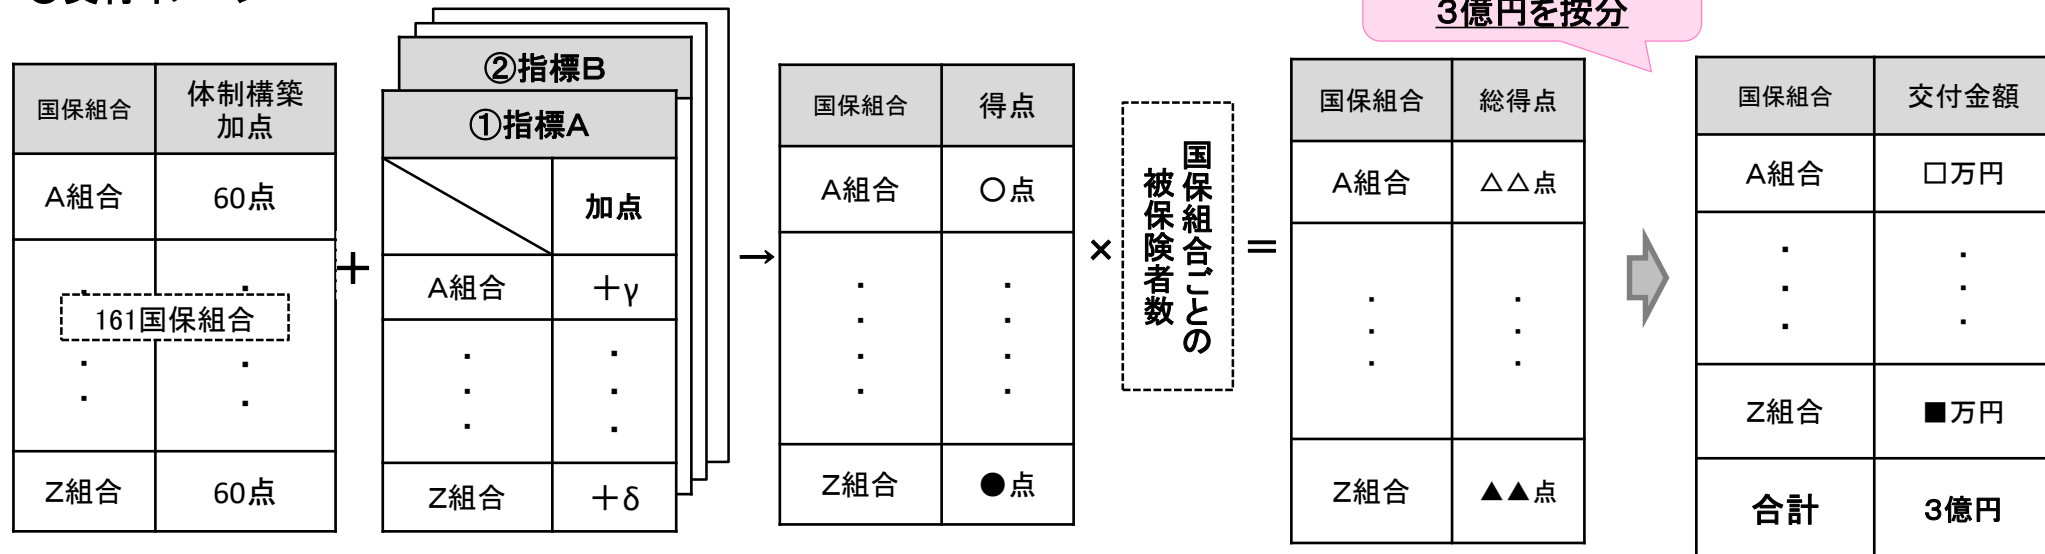 3億円を按分
国保組合 体制構築加点
A組合 60点
161国保組合
Z組合 60点
＋
②指標B
①指標A
加点
A組合 ＋γ
Z組合 ＋δ
→
国保組合 得点
A組合 〇点
Z組合 ●点
×
国保組合ごとの
被保険者数
＝
国保組合 総得点
A組合 △△点
Z組合 ▲▲点
国保組合 交付金額
A組合 □万円
Z組合 ■万円
合計 3億円